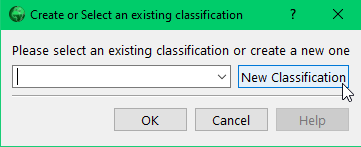 Create or Select an existing classification ?
Please select an existing classification or create a new one
New Classification
OK Cancel Help